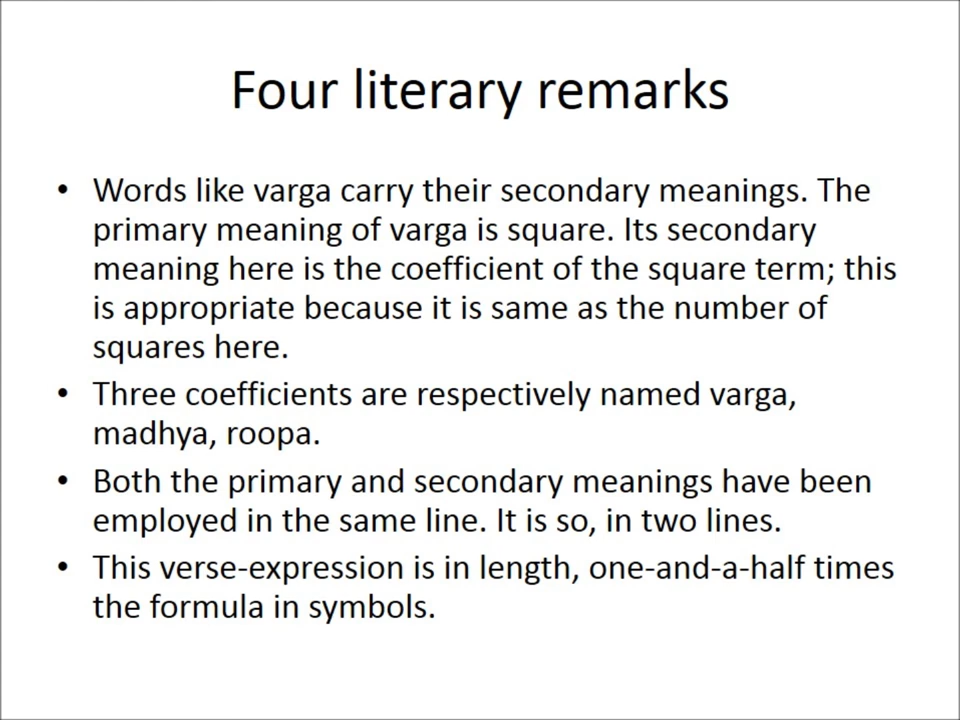 Four literary remarks
• Words like varga carry their secondary meanings. The
primary meaning of varga is square. Its secondary
meaning here is the coefficient of the square term; this
is appropriate because it is same as the number of
squares here.
• Three coefficients are respectively named varga,
madhya, roopa.
• Both the primary and secondary meanings have been
employed in the same line. It is so, in two lines.
• This verse-expression is in length, one-and-a-half times
the formula in symbols.